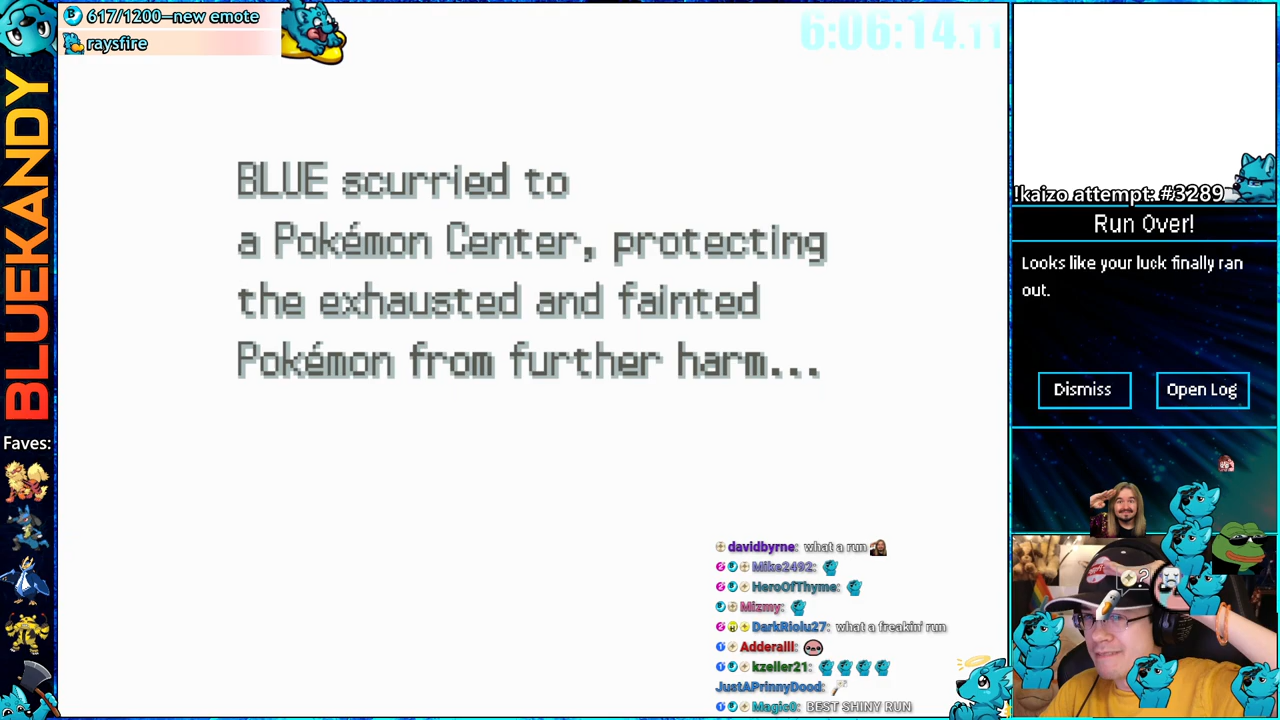 617/1200–new emote
raysfire
6:06:14.11
BLUEKANDY
Faves:
BLUE scurried to
a Pokémon Center, protecting
the exhausted and fainted
Pokémon from further harm...
!kaizo attempt: #3289
Run Over!
Looks like your luck finally ran
out.
Dismiss
Open Log
davidbyrne: what a run
Mike2492:
HeroOfThyme:
Mizmy:
DarkRiolu27: what a freakin' run
Adderalll:
kzeller21:
JustAPrinnyDood:
Magic0: BEST SHINY RUN
?